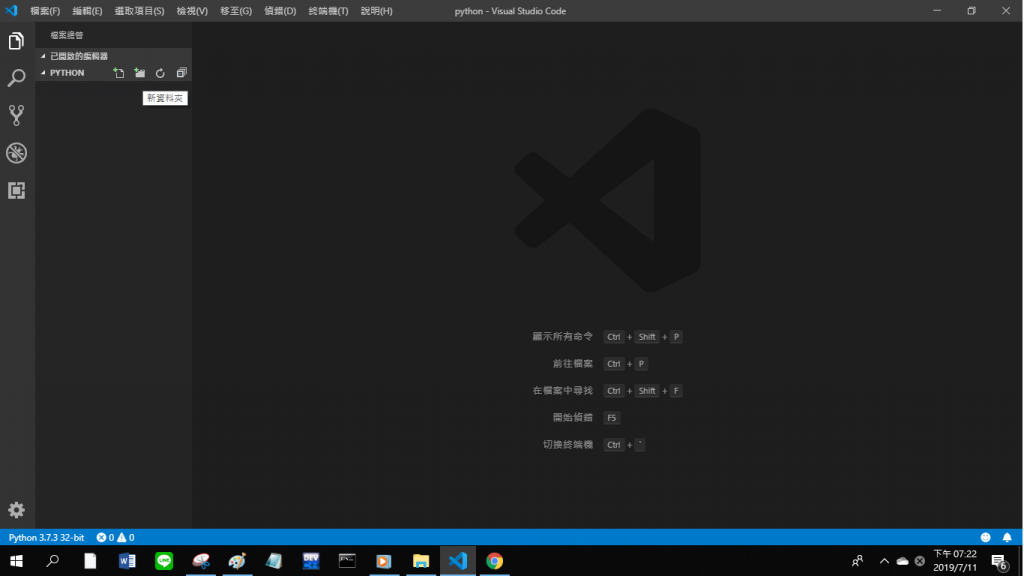 檔案(F) 編輯(E) 選取項目(S) 檢視(V) 移至(G) 偵錯(D) 終端機(T) 說明(H) python - Visual Studio Code
檔案總管
已開啟的編輯器
PYTHON
新資料夾
顯示所有命令 Ctrl + Shift + P
前往檔案 Ctrl + P
在檔案中尋找 Ctrl + Shift + F
開始偵錯 F5
切換終端機 Ctrl + `
Python 3.7.3 32-bit 0 0
LINE
DEV
下午 07:22
2019/7/11
6